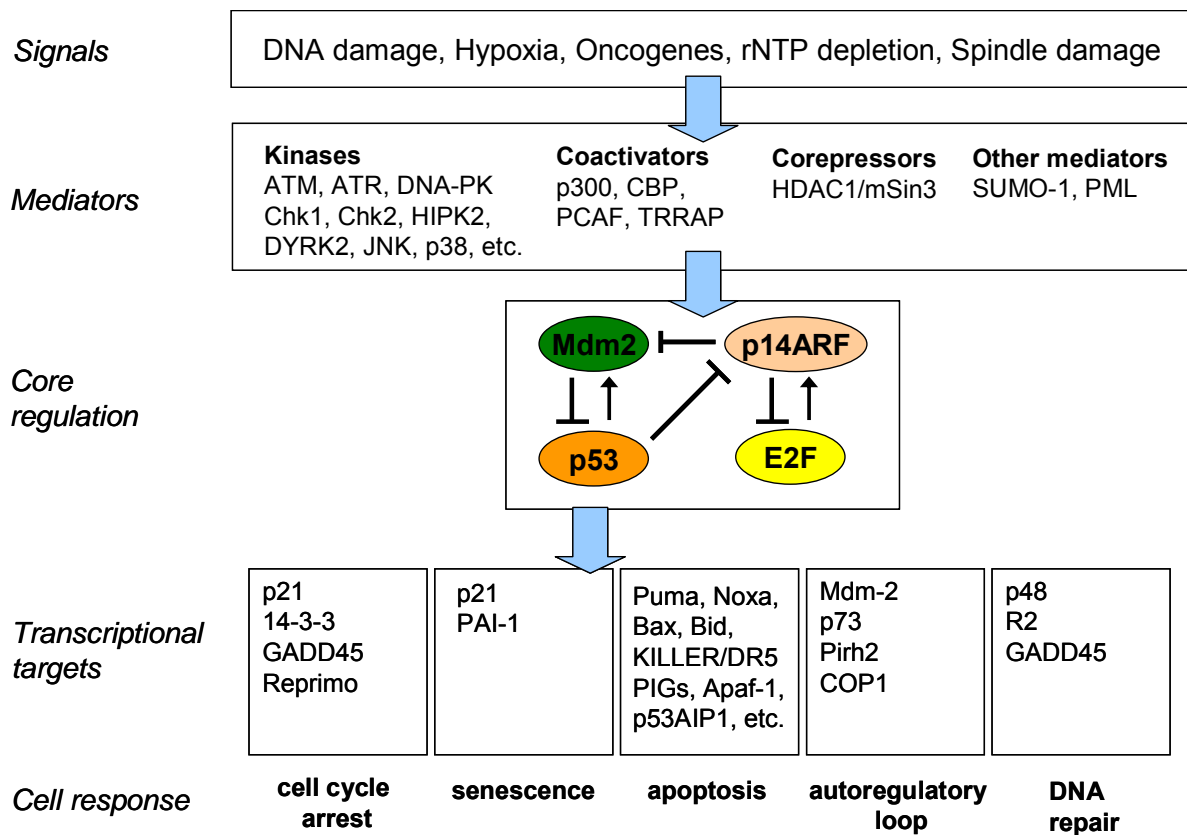 Signals
DNA damage, Hypoxia, Oncogenes, rNTP depletion, Spindle damage
Mediators
Kinases
ATM, ATR, DNA-PK
Chk1, Chk2, HIPK2,
DYRK2, JNK, p38, etc.
Coactivators
p300, CBP,
PCAF, TRRAP
Corepressors
HDAC1/mSin3
Other mediators
SUMO-1, PML
Core
regulation
Mdm2
p14ARF
p53
E2F
Transcriptional
targets
p21
14-3-3
GADD45
Reprimo
p21
PAI-1
Puma, Noxa,
Bax, Bid,
KILLER/DR5
PIGs, Apaf-1,
p53AIP1, etc.
Mdm-2
p73
Pirh2
COP1
p48
R2
GADD45
Cell response
cell cycle
arrest
senescence
apoptosis
autoregulatory
loop
DNA
repair